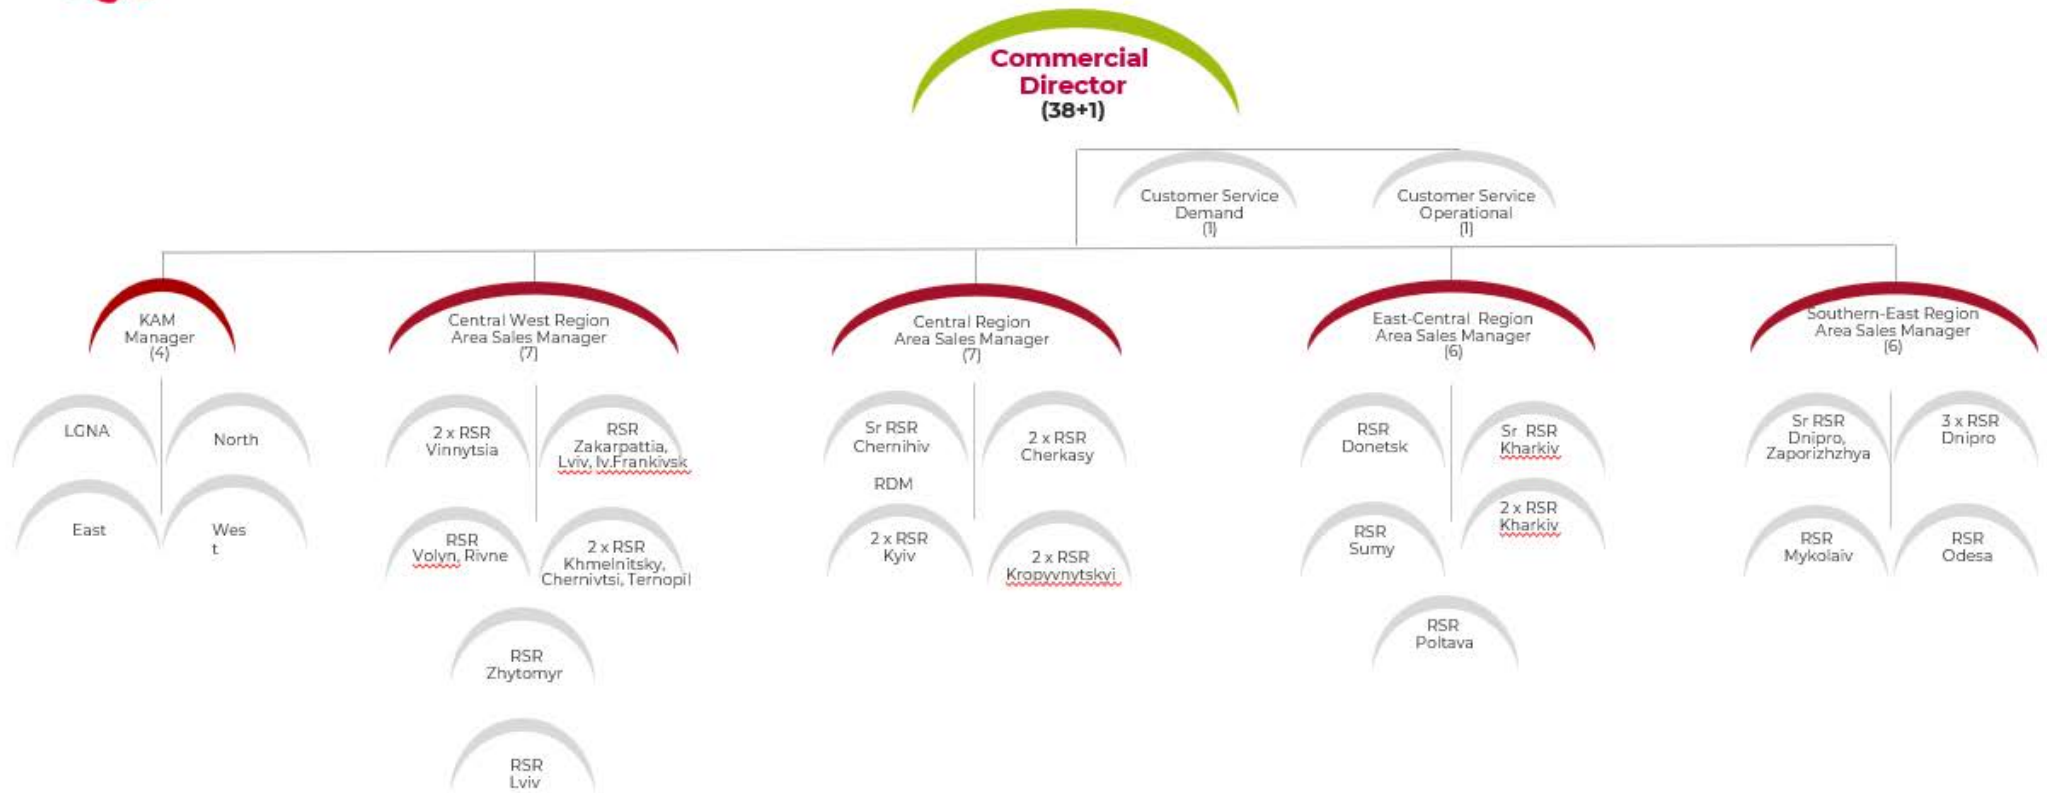 Commercial
Director
(38+1)
Customer Service
Demand
(1)
Customer Service
Operational
(1)
KAM
Manager
(4)
Central West Region
Area Sales Manager
(7)
Central Region
Area Sales Manager
(7)
East-Central Region
Area Sales Manager
(6)
Southern-East Region
Area Sales Manager
(6)
LGNA
North
East
Wes
t
2 x RSR
Vinnytsia
RSR
Zakarpattia,
Lviv, Iv.Frankivsk
RSR
Volyn, Rivne
2 x RSR
Khmelnitsky,
Chernivtsi, Ternopil
RSR
Zhytomyr
RSR
Lviv
Sr RSR
Chernihiv
2 x RSR
Cherkasy
RDM
2 x RSR
Kyiv
2 x RSR
Kropyvnytskyi
RSR
Donetsk
Sr RSR
Kharkiv
RSR
Sumy
2 x RSR
Kharkiv
RSR
Poltava
Sr RSR
Dnipro,
Zaporizhzhya
3 x RSR
Dnipro
RSR
Mykolaiv
RSR
Odesa